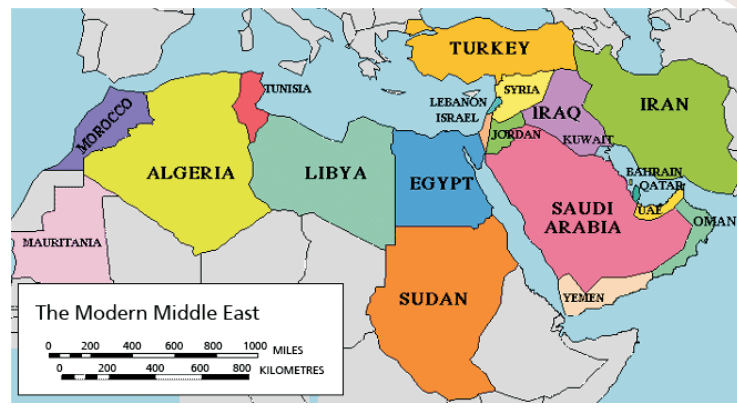 TURKEY
TUNISIA
SYRIA
LEBANON
ISRAEL
IRAQ
IRAN
MOROCCO
JORDAN
KUWAIT
ALGERIA
LIBYA
EGYPT
BAHRAIN
QATAR
SAUDI
ARABIA
UAE
OMAN
MAURITANIA
SUDAN
YEMEN
The Modern Middle East
0 200 400 600 800 1000 MILES
0 200 400 600 800 KILOMETRES